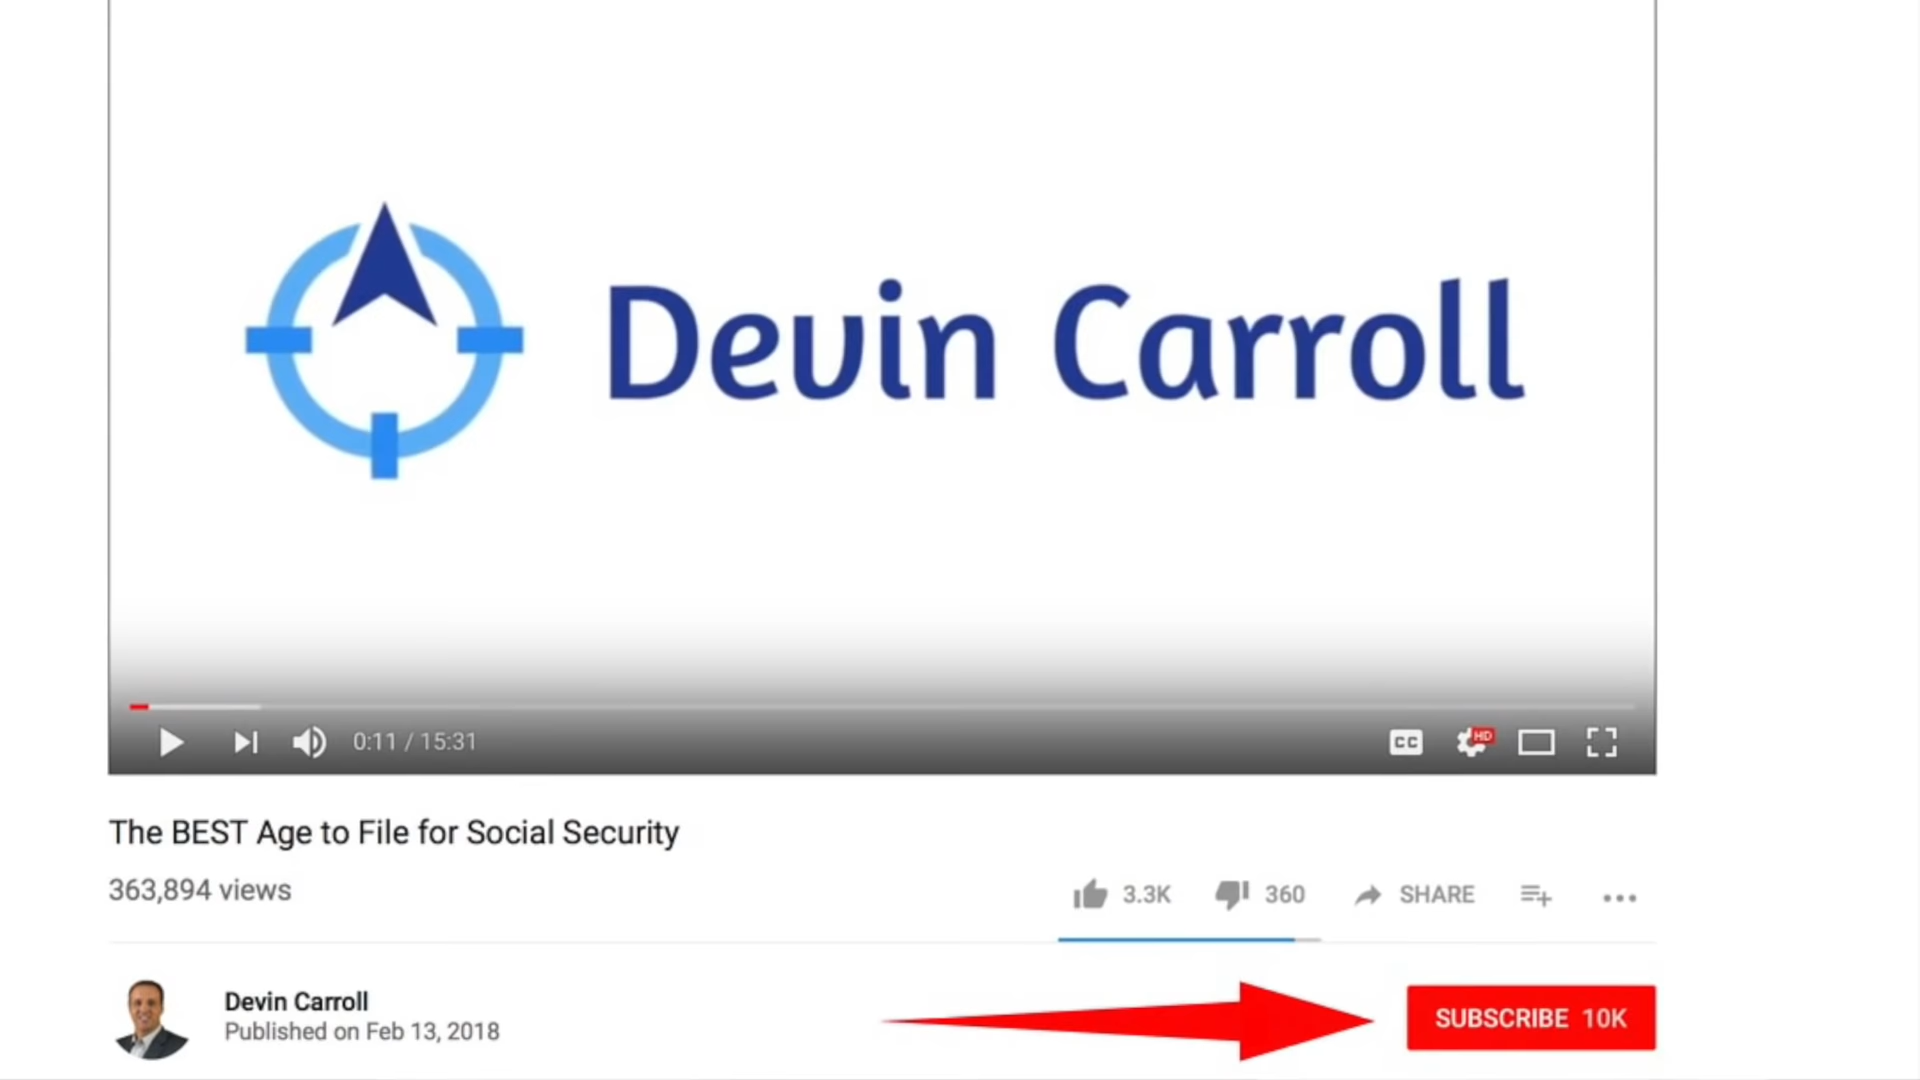 Devin Carroll
0:11 / 15:31
CC
HD
The BEST Age to File for Social Security
363,894 views
3.3K
360
SHARE
Devin Carroll
Published on Feb 13, 2018
SUBSCRIBE 10K